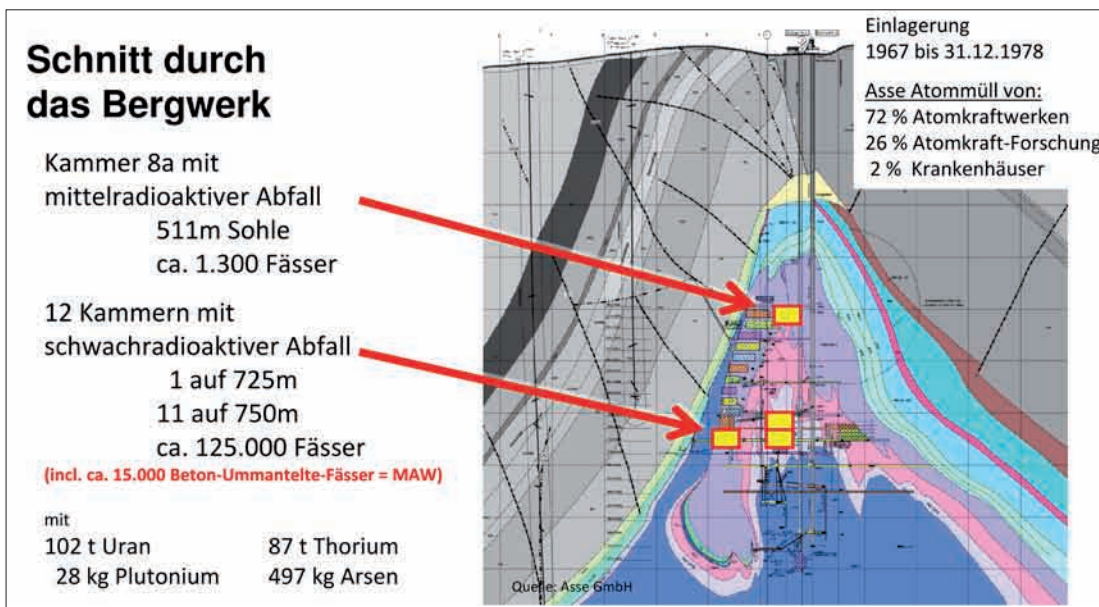 Schnitt durch
das Bergwerk
Kammer 8a mit
mittelradioaktiver Abfall
511m Sohle
ca. 1.300 Fässer
12 Kammern mit
schwachradioaktiver Abfall
1 auf 725m
11 auf 750m
ca. 125.000 Fässer
(incl. ca. 15.000 Beton-Ummantelte-Fässer = MAW)
mit
102 t Uran 87 t Thorium
28 kg Plutonium 497 kg Arsen
Einlagerung
1967 bis 31.12.1978
Asse Atommüll von:
72 % Atomkraftwerken
26 % Atomkraft-Forschung
2 % Krankenhäuser
Quelle: Asse GmbH